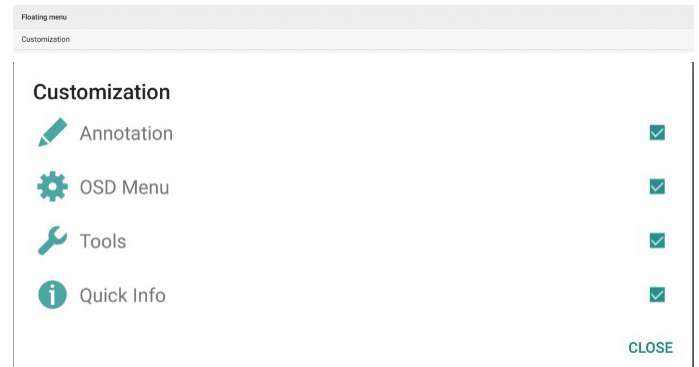 Floating menu
Customization
Customization
Annotation
OSD Menu
Tools
Quick Info
CLOSE